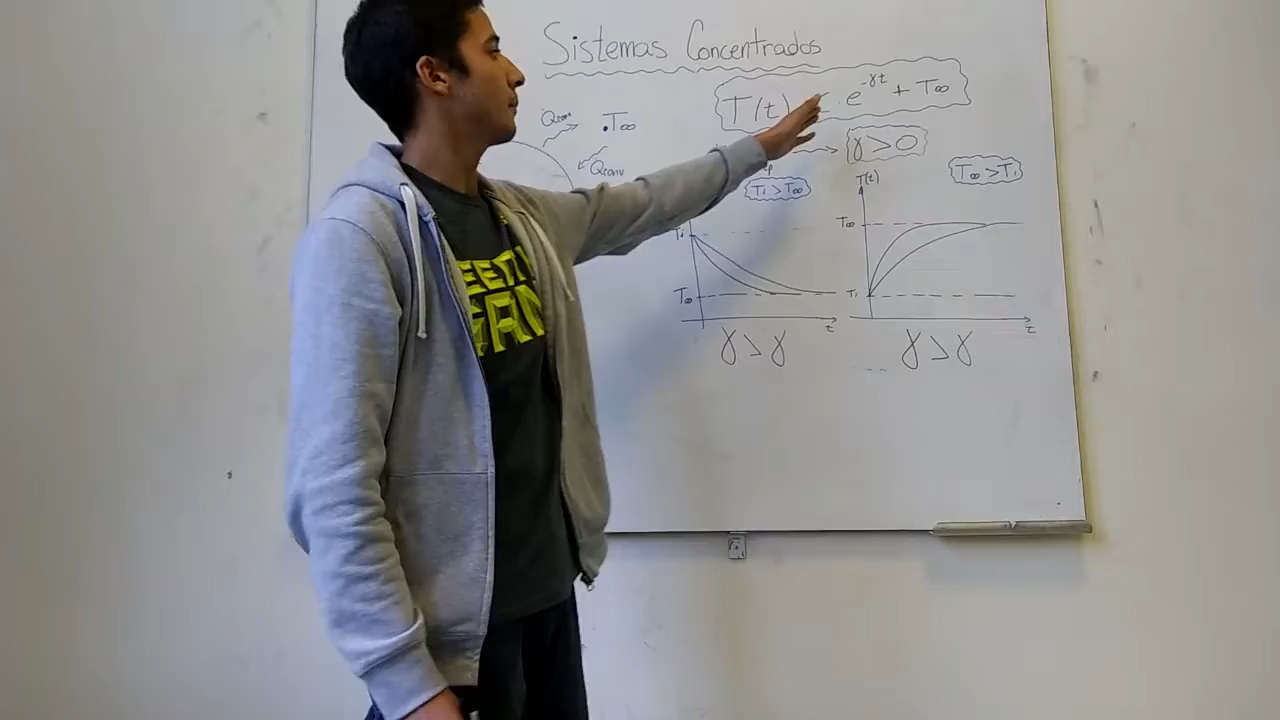 Sistemas Concentrados
T(t) e^-γt + T∞
Qconv
.T∞
Qconv
γ > 0
Ti > T∞
T∞ > Ti
T(t)
Ti
T∞
T∞
Ti
t
t
γ > γ
γ > γ